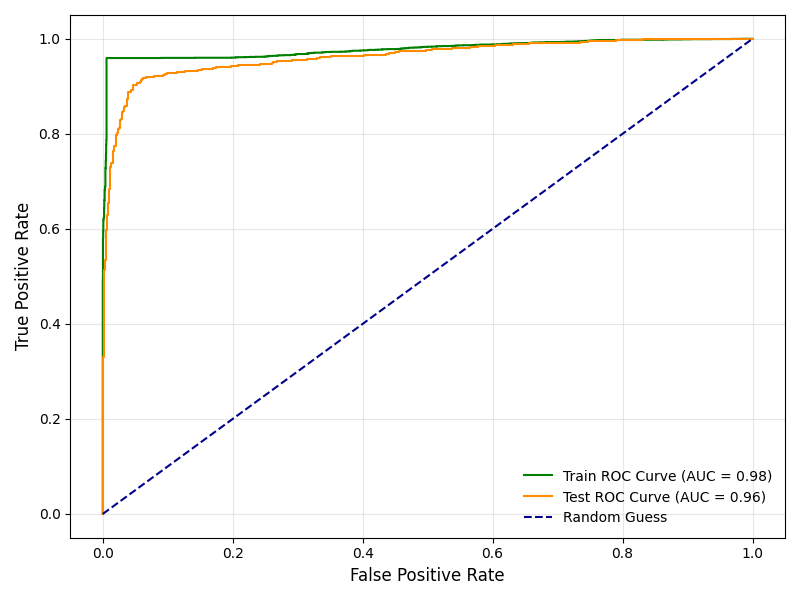 1.0
0.8
0.6
0.4
0.2
0.0
True Positive Rate
Train ROC Curve (AUC = 0.98)
Test ROC Curve (AUC = 0.96)
Random Guess
0.0 0.2 0.4 0.6 0.8 1.0
False Positive Rate